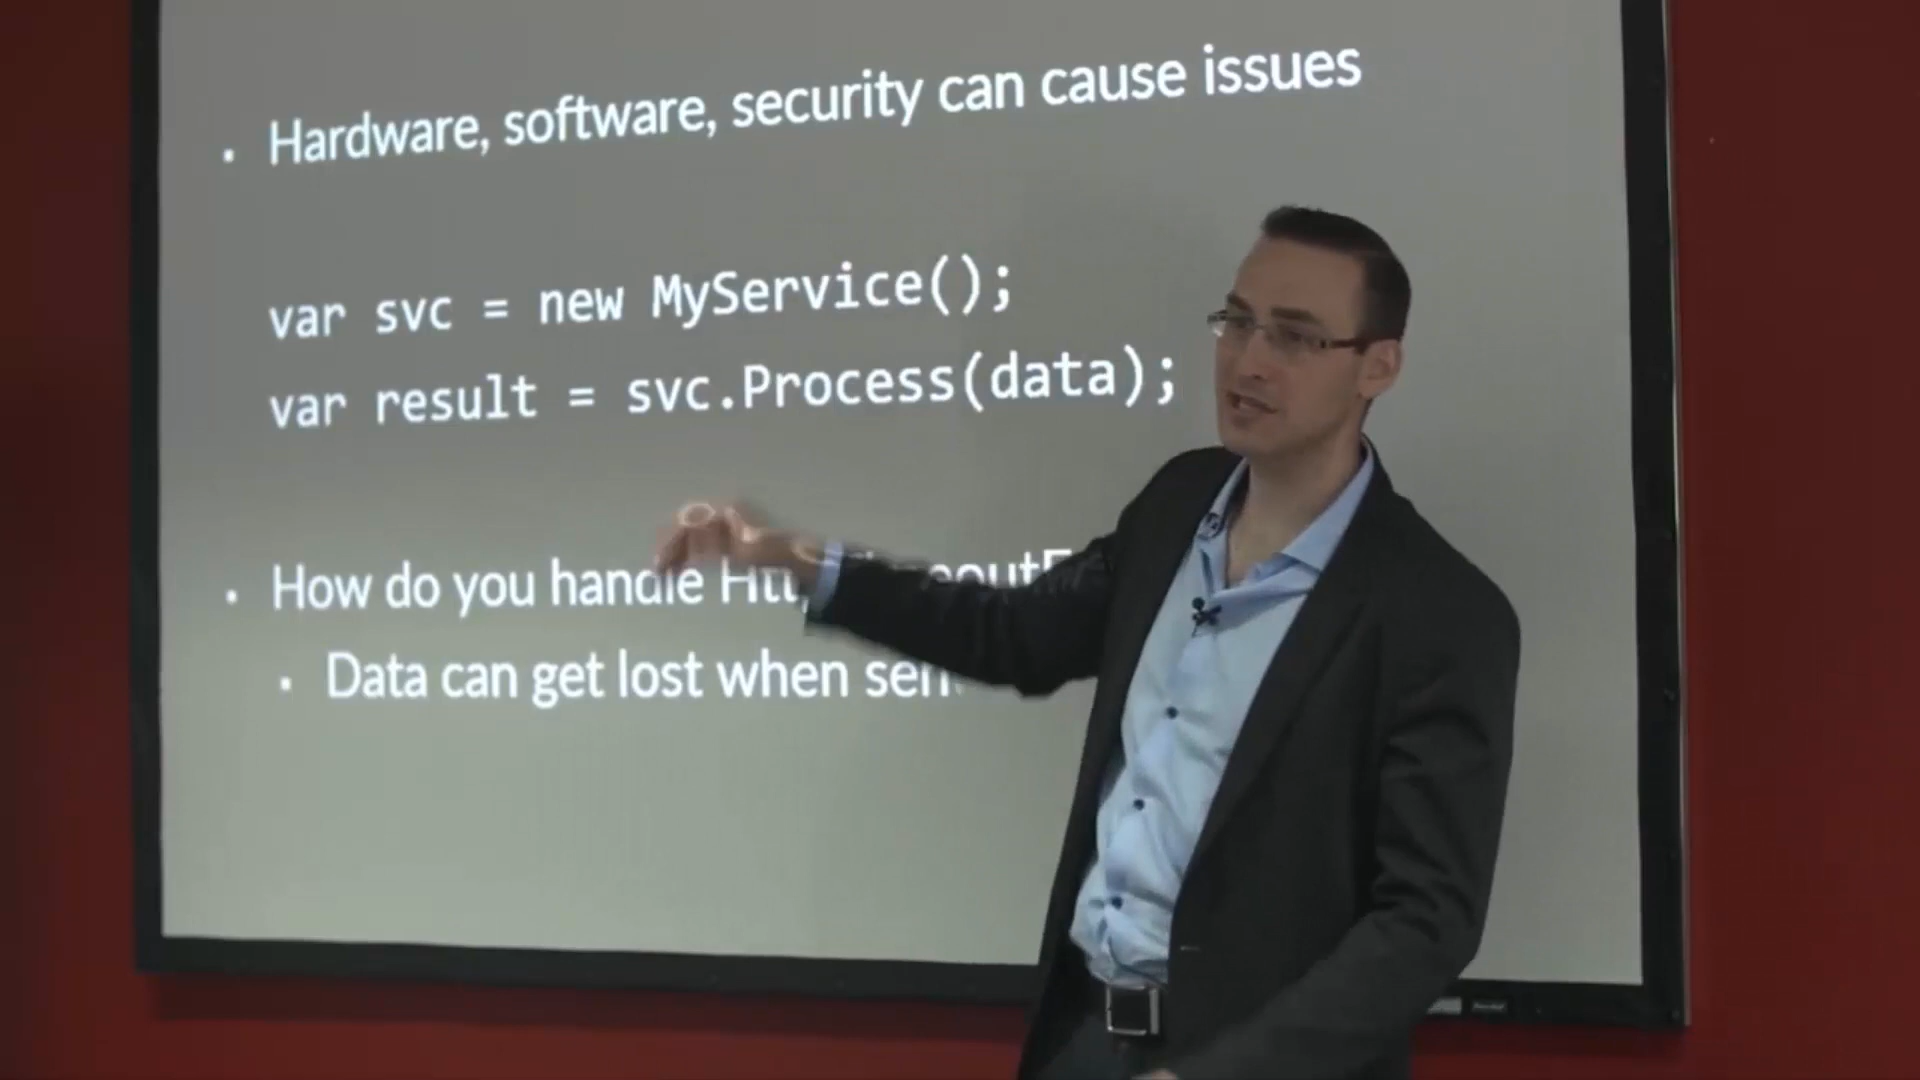 • Hardware, software, security can cause issues
var svc = new MyService();
var result = svc.Process(data);
• How do you handle
• Data can get lost when